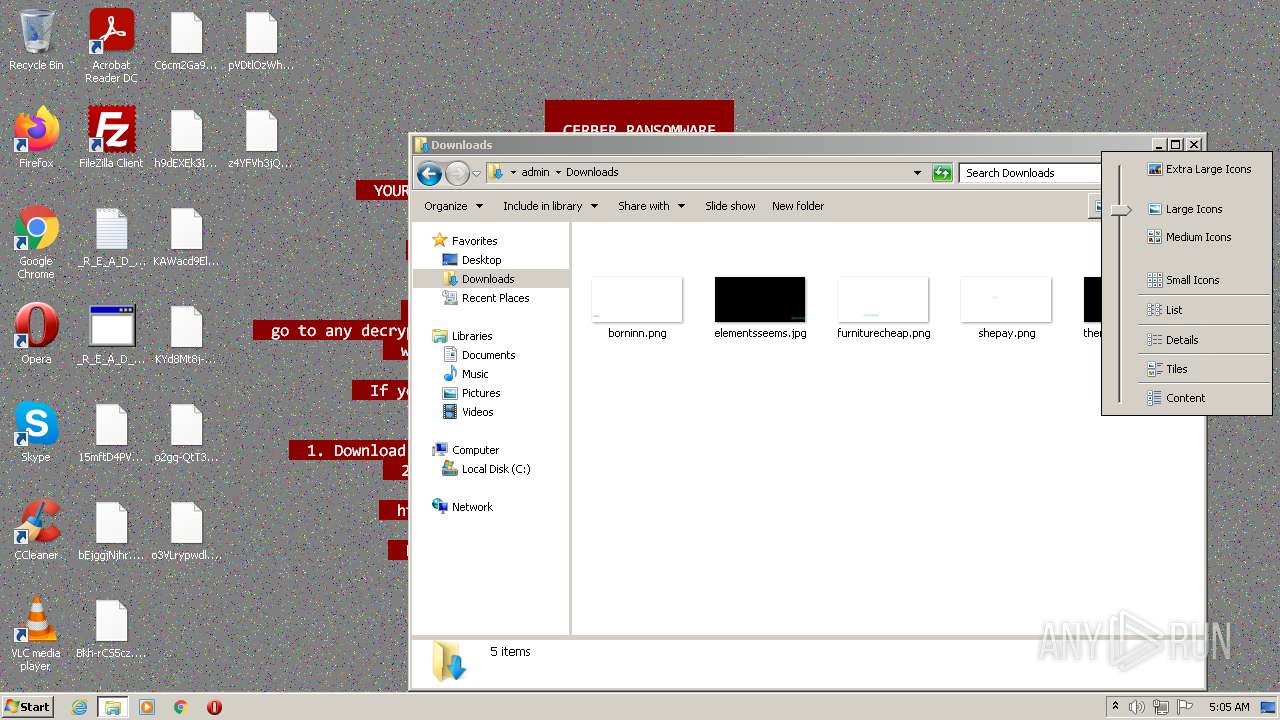 Recycle Bin
Acrobat
Reader DC
C6cm2Ga9...
pVDtlOzWh...
Firefox
FileZilla Client
h9dEXEk3I...
z4YFVh3jQ...
Google
Chrome
_R_E_A_D_...
KAWacd9El...
Opera
_R_E_A_D_...
KYd8Mt8j-...
Skype
15mftD4PV...
o2gq-QtT3...
CCleaner
bEjggjNjhr....
o3VLrypwdl....
VLC media
player
Bkh-rCS5cz....
CERBER RANSOMWARE
YOUR
go to any decryp
w
If yo
1. Download
2
ht
Downloads
admin
Downloads
Search Downloads
Organize
Include in library
Share with
Slide show
New folder
Favorites
Desktop
Downloads
Recent Places
Libraries
Documents
Music
Pictures
Videos
Computer
Local Disk (C:)
Network
borninn.png
elementsseems.jpg
furniturecheap.png
shepay.png
5 items
Extra Large Icons
Large Icons
Medium Icons
Small Icons
List
Details
Tiles
Content
ANY RUN
Start
5:05 AM